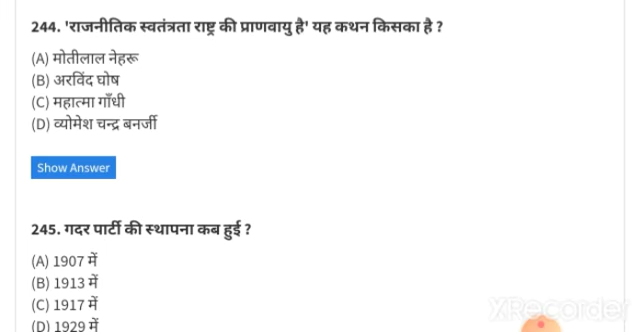 244. 'राजनीतिक स्वतंत्रता राष्ट्र की प्राणवायु है' यह कथन किसका है ?
(A) मोतीलाल नेहरू
(B) अरविंद घोष
(C) महात्मा गाँधी
(D) व्योमेश चन्द्र बनर्जी
Show Answer
245. गदर पार्टी की स्थापना कब हुई ?
(A) 1907 में
(B) 1913 में
(C) 1917 में
(D) 1929 में
XRecorder